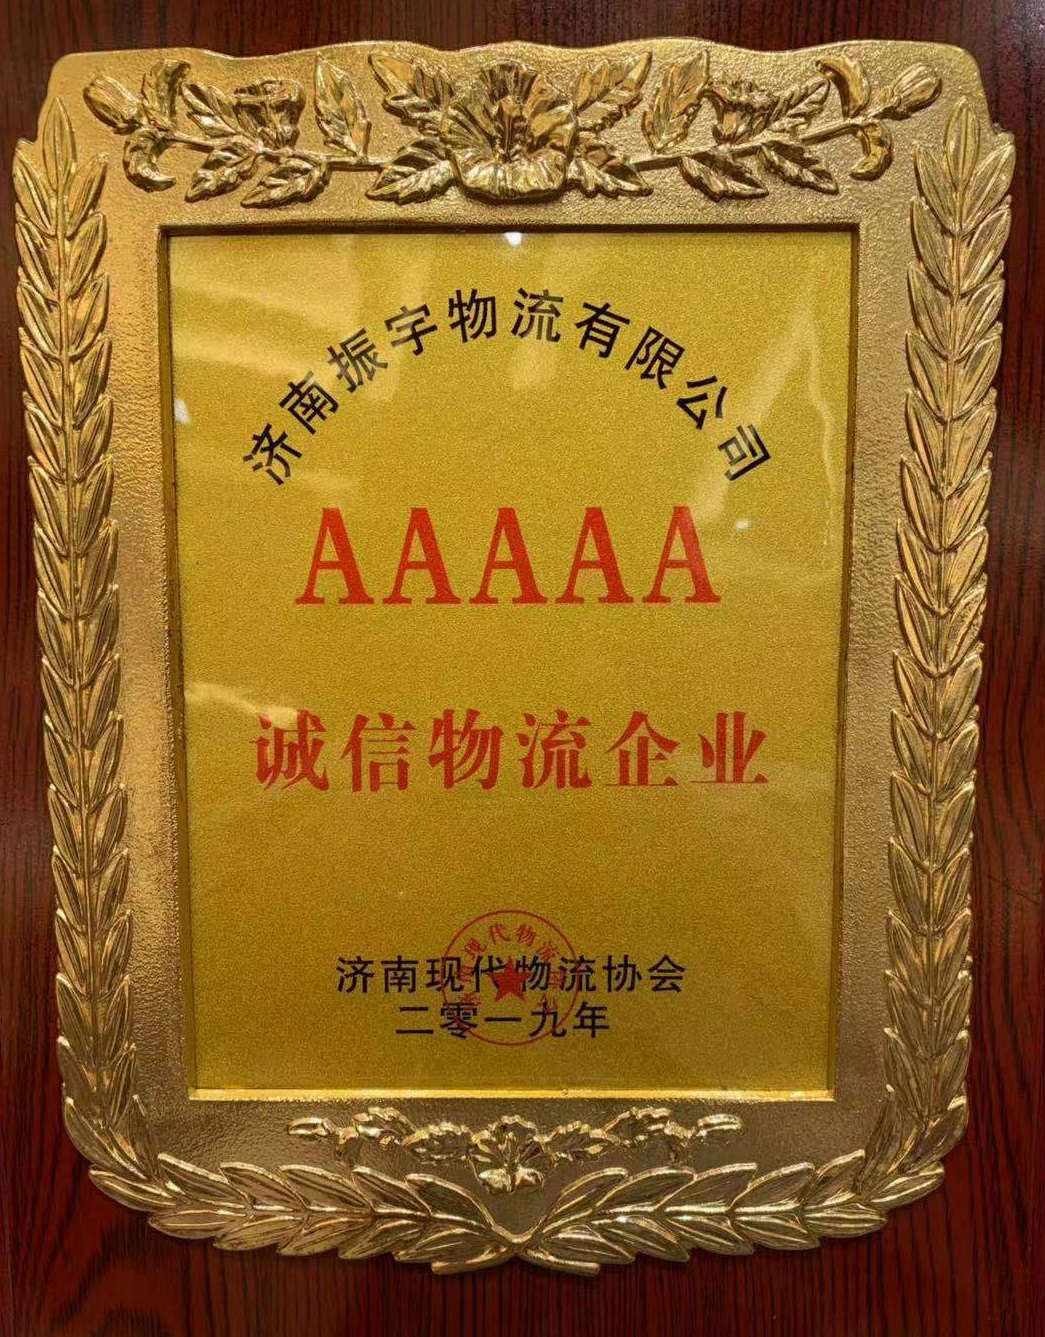 济南振宇物流有限公司
AAAAA
诚信物流企业
济南现代物流协会
二零一九年